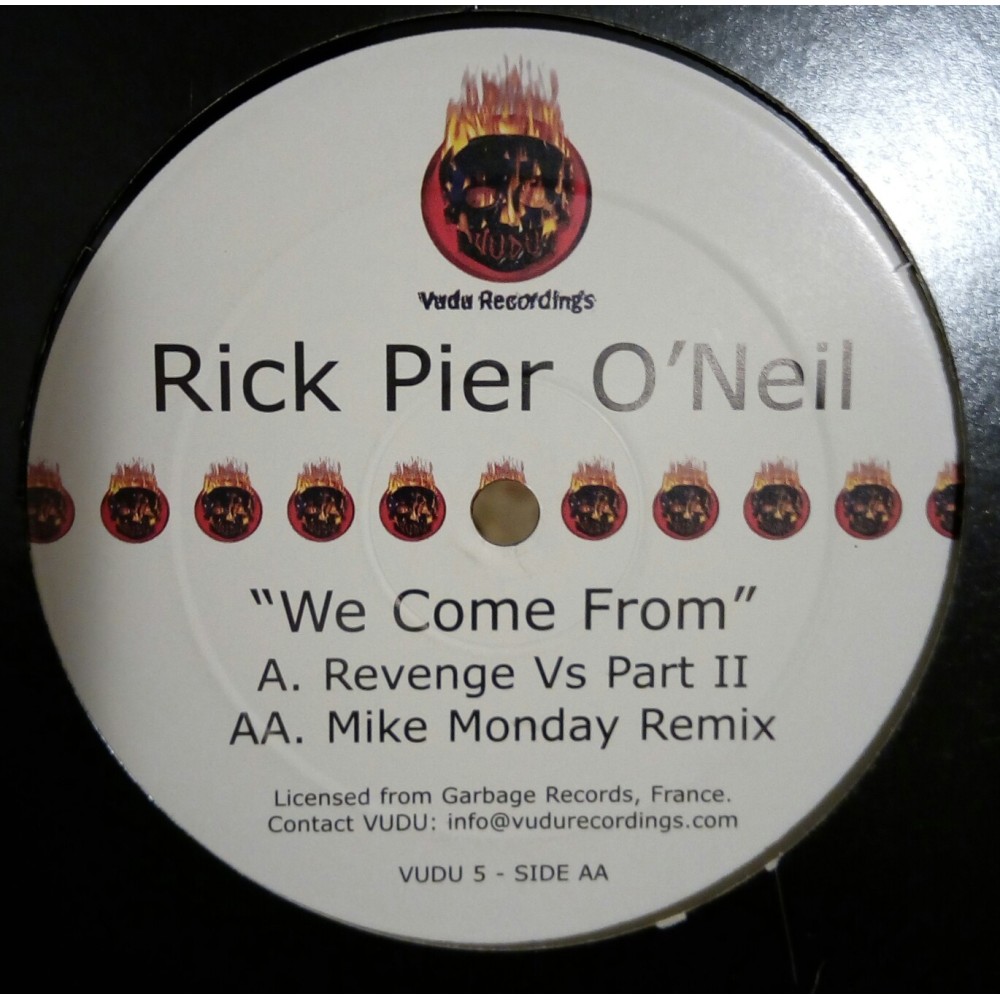 VUDU
Vudu Recordings
Rick Pier O'Neil
"We Come From"
A. Revenge Vs Part II
AA. Mike Monday Remix
Licensed from Garbage Records, France.
Contact VUDU: info@vudurecordings.com
VUDU 5 - SIDE AA